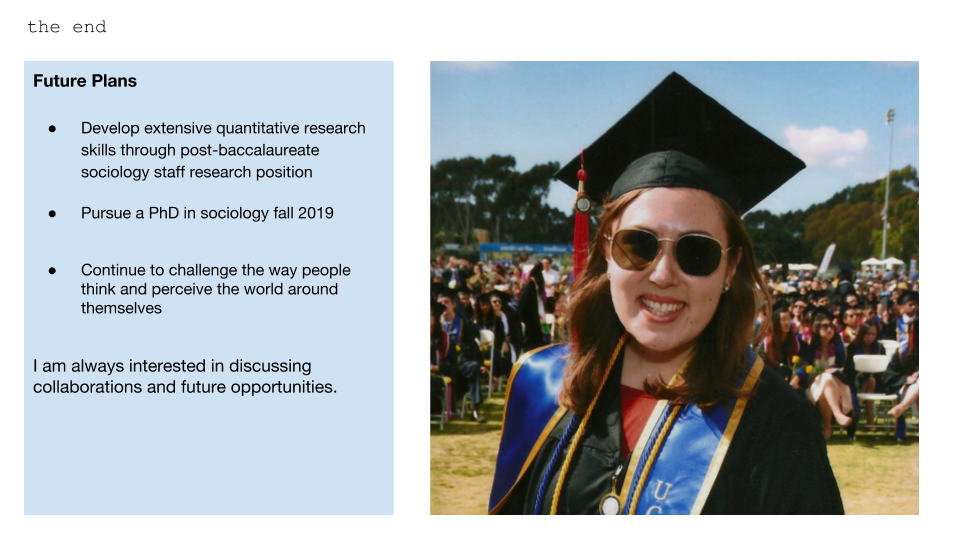 the end
Future Plans
● Develop extensive quantitative research
skills through post-baccalaureate
sociology staff research position
● Pursue a PhD in sociology fall 2019
● Continue to challenge the way people
think and perceive the world around
themselves
I am always interested in discussing
collaborations and future opportunities.
U
C